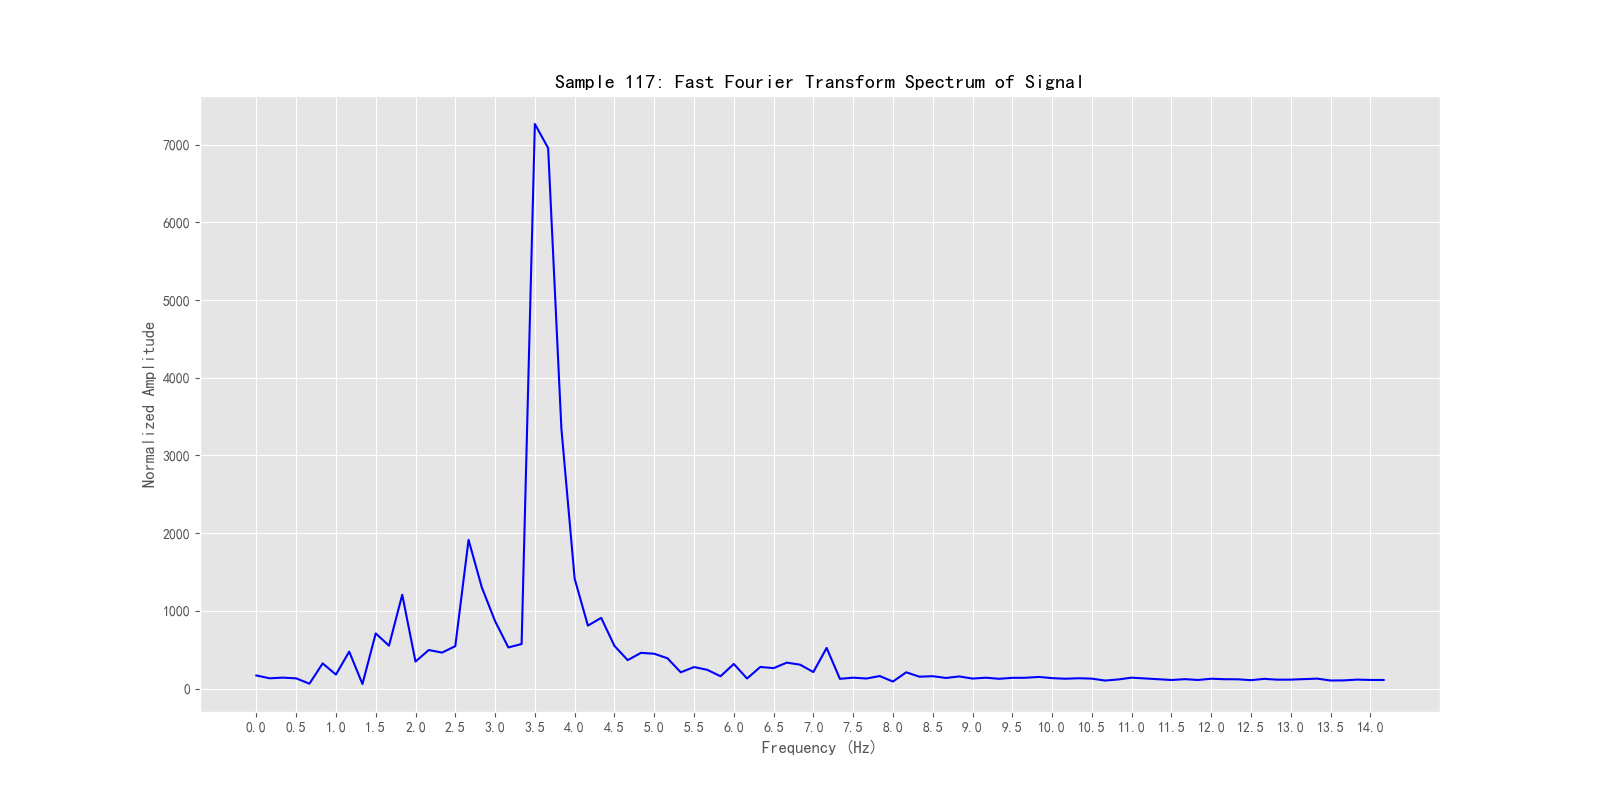 Sample 117: Fast Fourier Transform Spectrum of Signal
Normalized Amplitude
7000
6000
5000
4000
3000
2000
1000
0
0.0 0.5 1.0 1.5 2.0 2.5 3.0 3.5 4.0 4.5 5.0 5.5 6.0 6.5 7.0 7.5 8.0 8.5 9.0 9.5 10.0 10.5 11.0 11.5 12.0 12.5 13.0 13.5 14.0
Frequency (Hz)